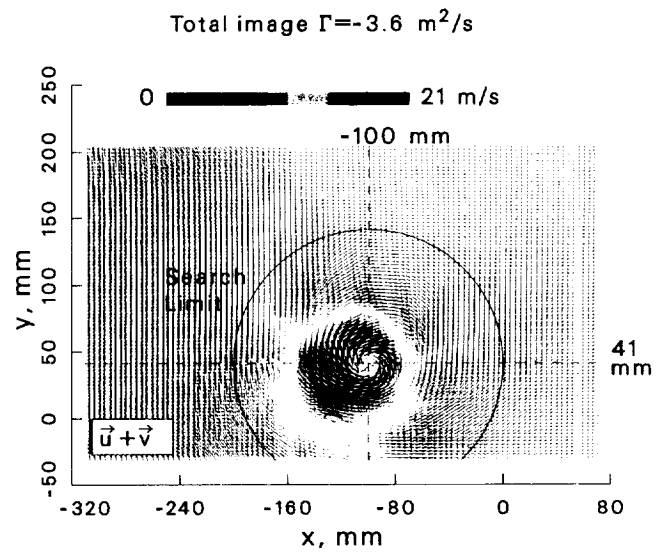 Total image Γ=-3.6 m²/s
0 21 m/s
-100 mm
250
200
150
100
50
0
-50
y, mm
Search
Limit
41
mm
u⃗+v⃗
-320 -240 -160 -80 0 80
x, mm